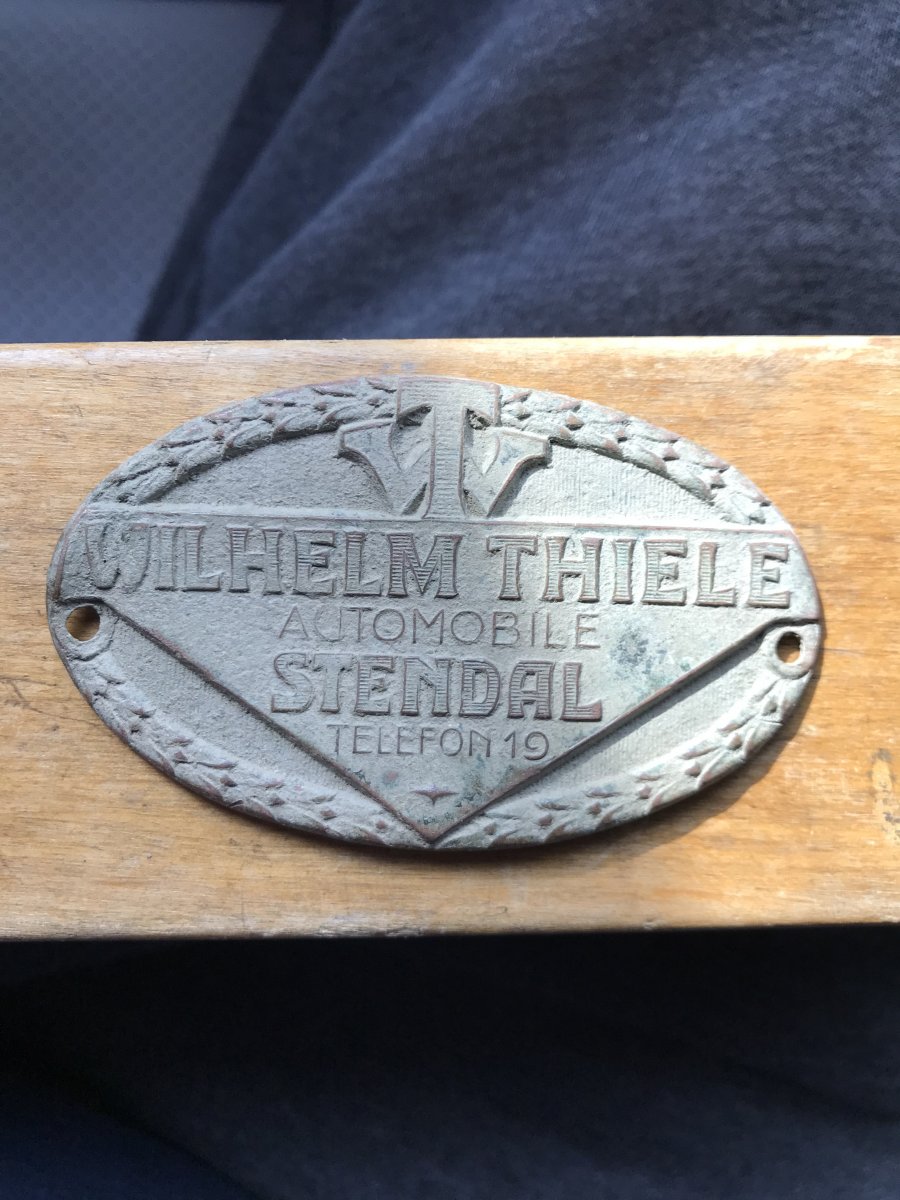 WT
WILHELM THIELE
AUTOMOBILE
STENDAL
TELEFON 19